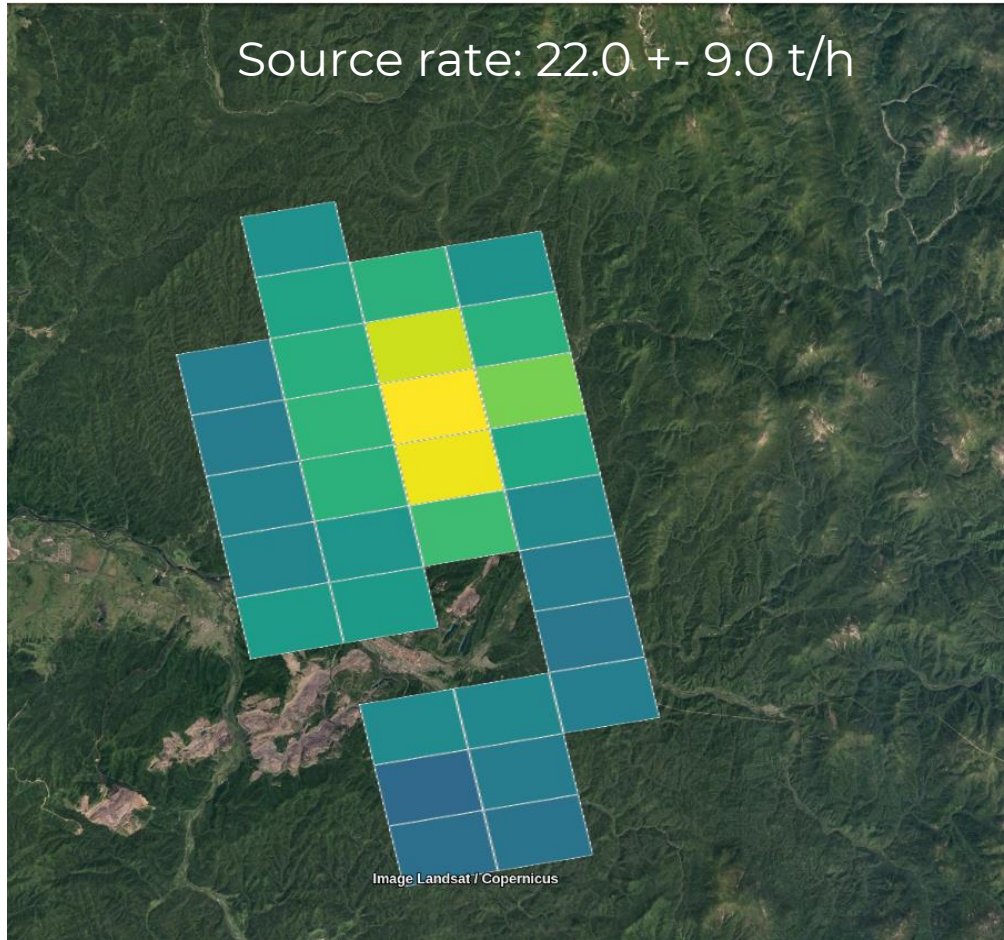 Source rate: 22.0 +- 9.0 t/h
Image Landsat / Copernicus